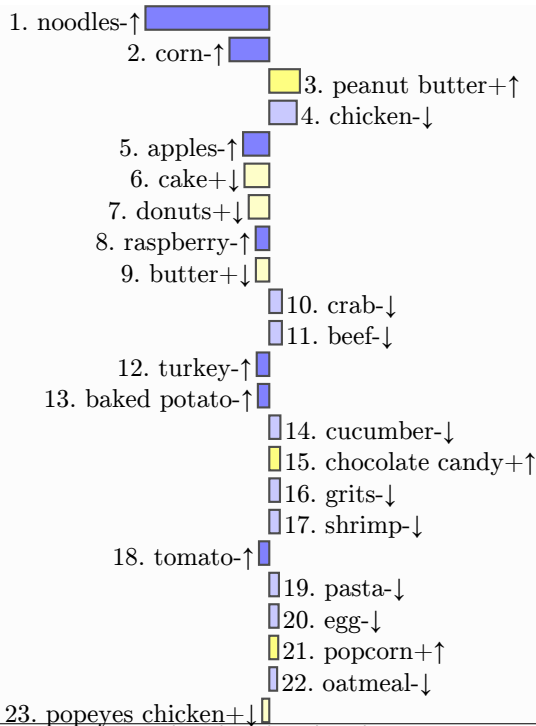 1. noodles-↑
2. corn-↑
3. peanut butter+↑
4. chicken-↓
5. apples-↑
6. cake+↓
7. donuts+↓
8. raspberry-↑
9. butter+↓
10. crab-↓
11. beef-↓
12. turkey-↑
13. baked potato-↑
14. cucumber-↓
15. chocolate candy+↑
16. grits-↓
17. shrimp-↓
18. tomato-↑
19. pasta-↓
20. egg-↓
21. popcorn+↑
22. oatmeal-↓
23. popeyes chicken+↓